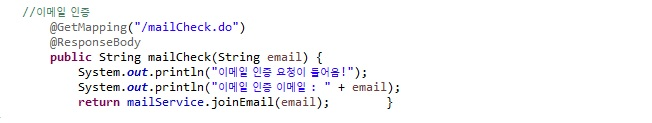 //이메일 인증
@GetMapping("/mailCheck.do")
@ResponseBody
public String mailCheck(String email) {
System.out.println("이메일 인증 요청이 들어옴!");
System.out.println("이메일 인증 이메일 : " + email);
return mailService.joinEmail(email); }